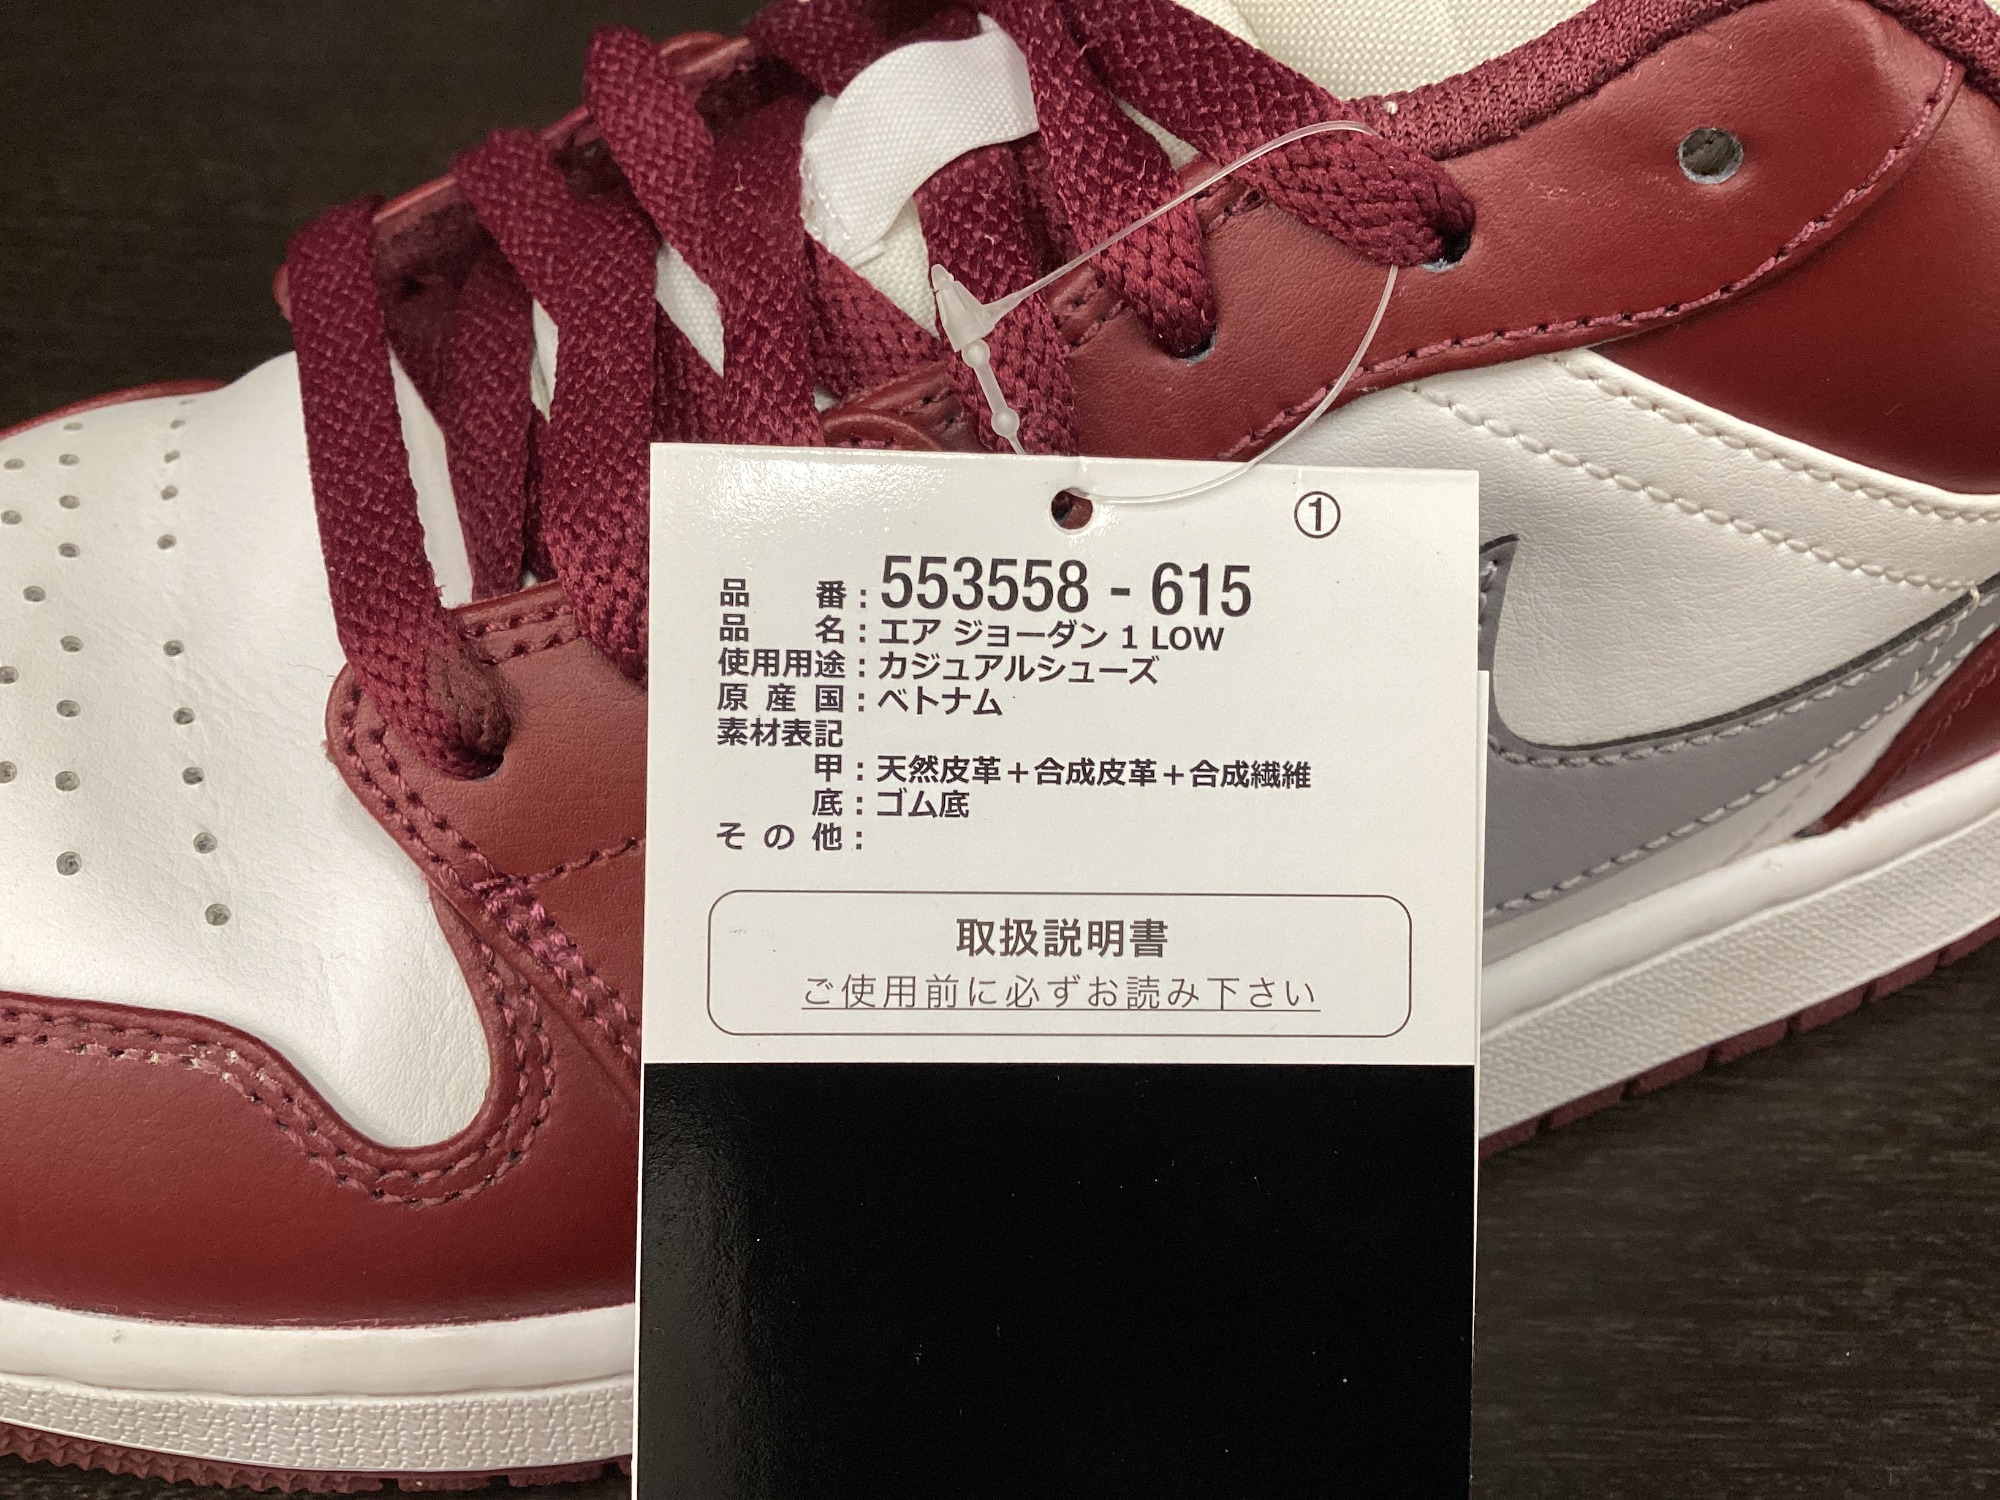 ①
品番：553558 - 615
品名：エア ジョーダン 1 LOW
使用用途：カジュアルシューズ
原産国：ベトナム
素材表記
甲：天然皮革＋合成皮革＋合成繊維
底：ゴム底
その他：
取扱説明書
ご使用前に必ずお読み下さい